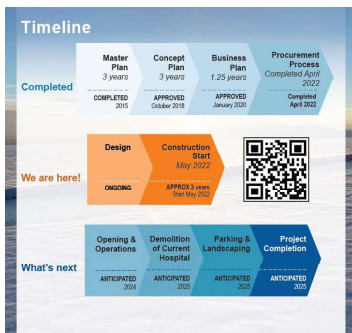 Timeline
Completed
Master Plan
3 years
COMPLETED
2015
Concept Plan
3 years
APPROVED
October 2018
Business Plan
1.25 years
APPROVED
January 2020
Procurement Process
Completed April 2022
Completed
April 2022
We are here!
Design
ONGOING
Construction Start
May 2022
APPROX 3 years
Start May 2022
What's next
Opening & Operations
ANTICIPATED
2024
Demolition of Current Hospital
ANTICIPATED
2025
Parking & Landscaping
ANTICIPATED
2025
Project Completion
ANTICIPATED
2025